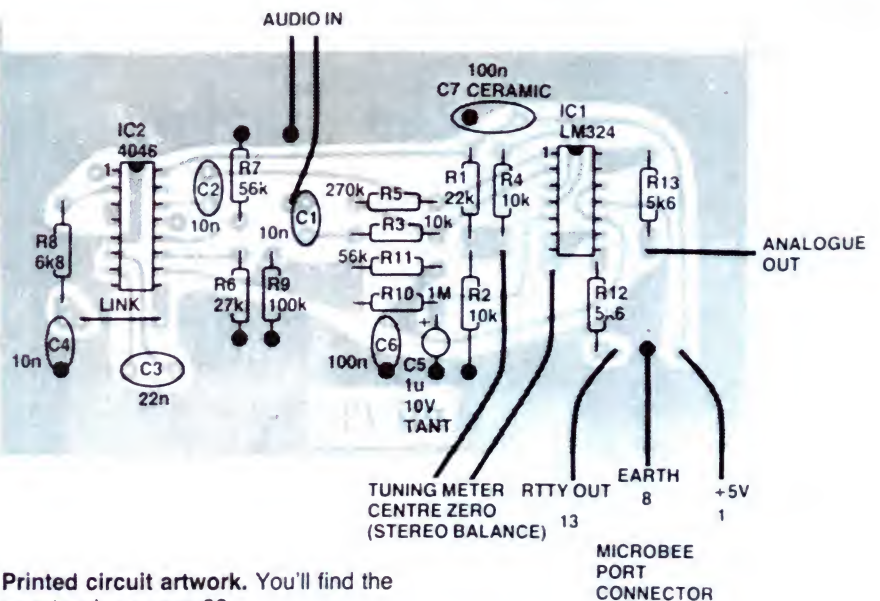 AUDIO IN
100n
C7 CERAMIC
IC1
LM324
1
IC2
4046
1
R7
56k
C2
10n
270k
R5
R1
22k
R4
10k
R13
5k6
C1
10n
R3
10k
R8
6k8
56k
R11
ANALOGUE
OUT
R6
27k
R9
100k
R10
1M
R2
10k
R12
5k6
LINK
C4
10n
C3
22n
100n
C6
+
C5
1u
10V
TANT
TUNING METER
CENTRE ZERO
(STEREO BALANCE)
RTTY OUT
13
EARTH
8
+5V
1
MICROBEE
PORT
CONNECTOR
Printed circuit artwork. You'll find the